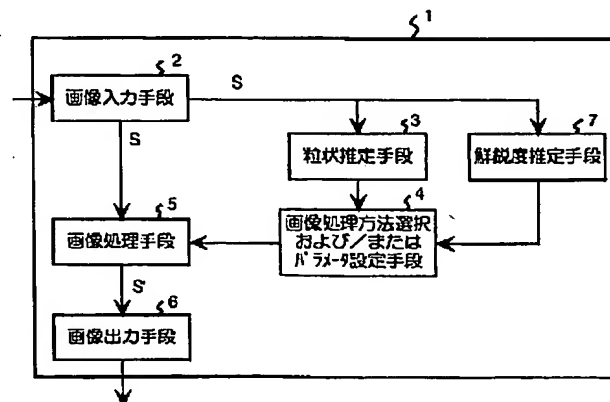 1
2
画像入力手段
S
S
3
粒状推定手段
7
鮮鋭度推定手段
4
画像処理方法選択
および/または
パラメータ設定手段
5
画像処理手段
S'
6
画像出力手段